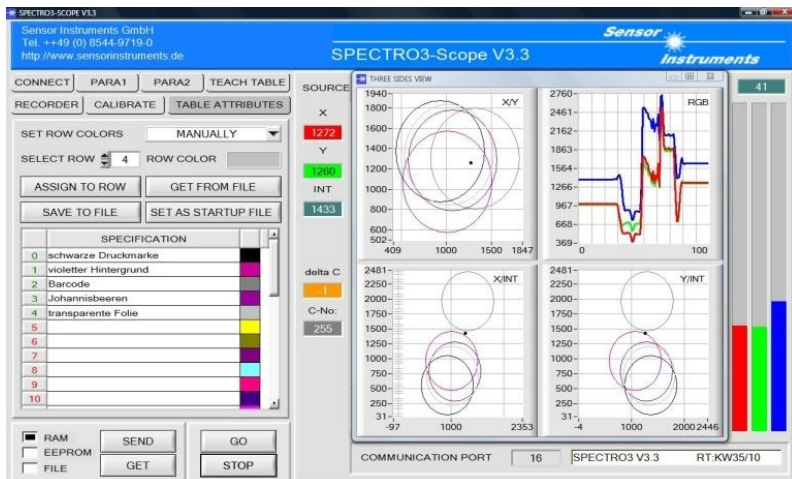 SPECTRO3-SCOPE V3.3
Sensor Instruments GmbH
Tel. ++49 (0) 8544-9719-0
http://www.sensorinstruments.de
SPECTRO3-Scope V3.3
Sensor
Instruments
CONNECT PARA1 PARA2 TEACH TABLE
RECORDER CALIBRATE TABLE ATTRIBUTES
SET ROW COLORS MANUALLY
SELECT ROW 4 ROW COLOR
ASSIGN TO ROW GET FROM FILE
SAVE TO FILE SET AS STARTUP FILE
SPECIFICATION
0 schwarze Druckmarke
1 violetter Hintergrund
2 Barcode
3 Johannisbeeren
4 transparente Folie
5
6
7
8
9
10
RAM
EEPROM
FILE
SEND GO
GET STOP
SOURCE
X
1272
Y
1260
INT
1433
delta C
-1
C-No:
255
THREE SIDES VIEW
X/Y
1940
1800
1600
1400
1200
1000
800
600
502
409 1000 1500 1847
RGB
2760
2461
2162
1863
1564
1266
967
668
369
0 100
X/INT
2481
2250
2000
1750
1500
1250
1000
750
500
250
31
-97 1000 2353
Y/INT
2481
2250
2000
1750
1500
1250
1000
750
500
250
31
-4 1000 2000 2446
41
COMMUNICATION PORT 16 SPECTRO3 V3.3 RT:KW35/10